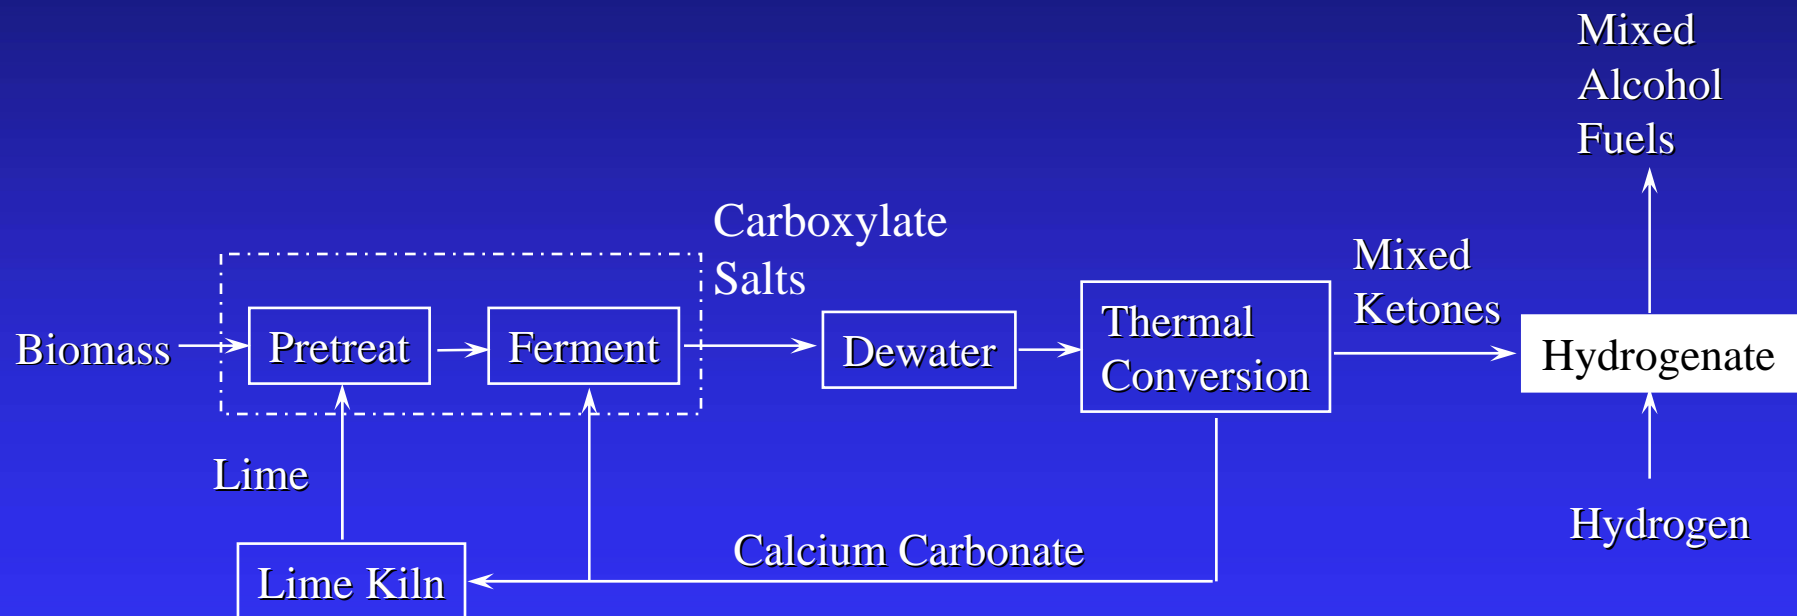 Mixed
Alcohol
Fuels
Carboxylate
Salts
Mixed
Ketones
Biomass
Pretreat
Ferment
Dewater
Thermal
Conversion
Hydrogenate
Lime
Hydrogen
Calcium Carbonate
Lime Kiln